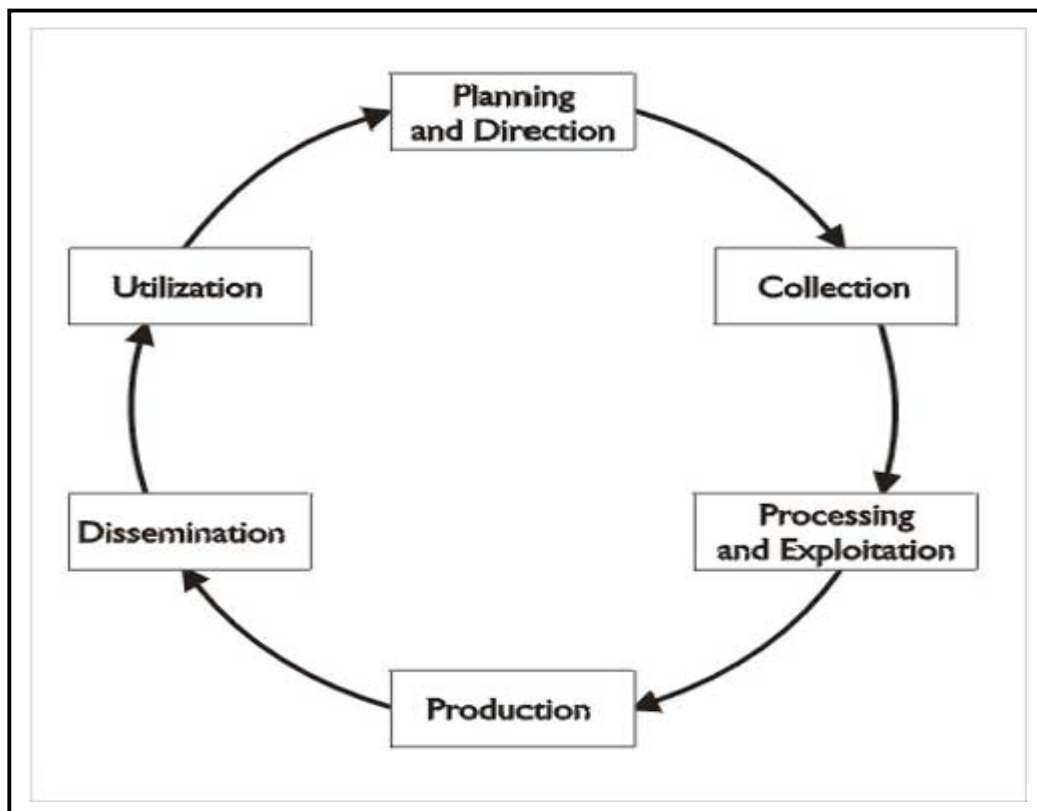 Planning
and Direction
Collection
Processing
and Exploitation
Production
Dissemination
Utilization